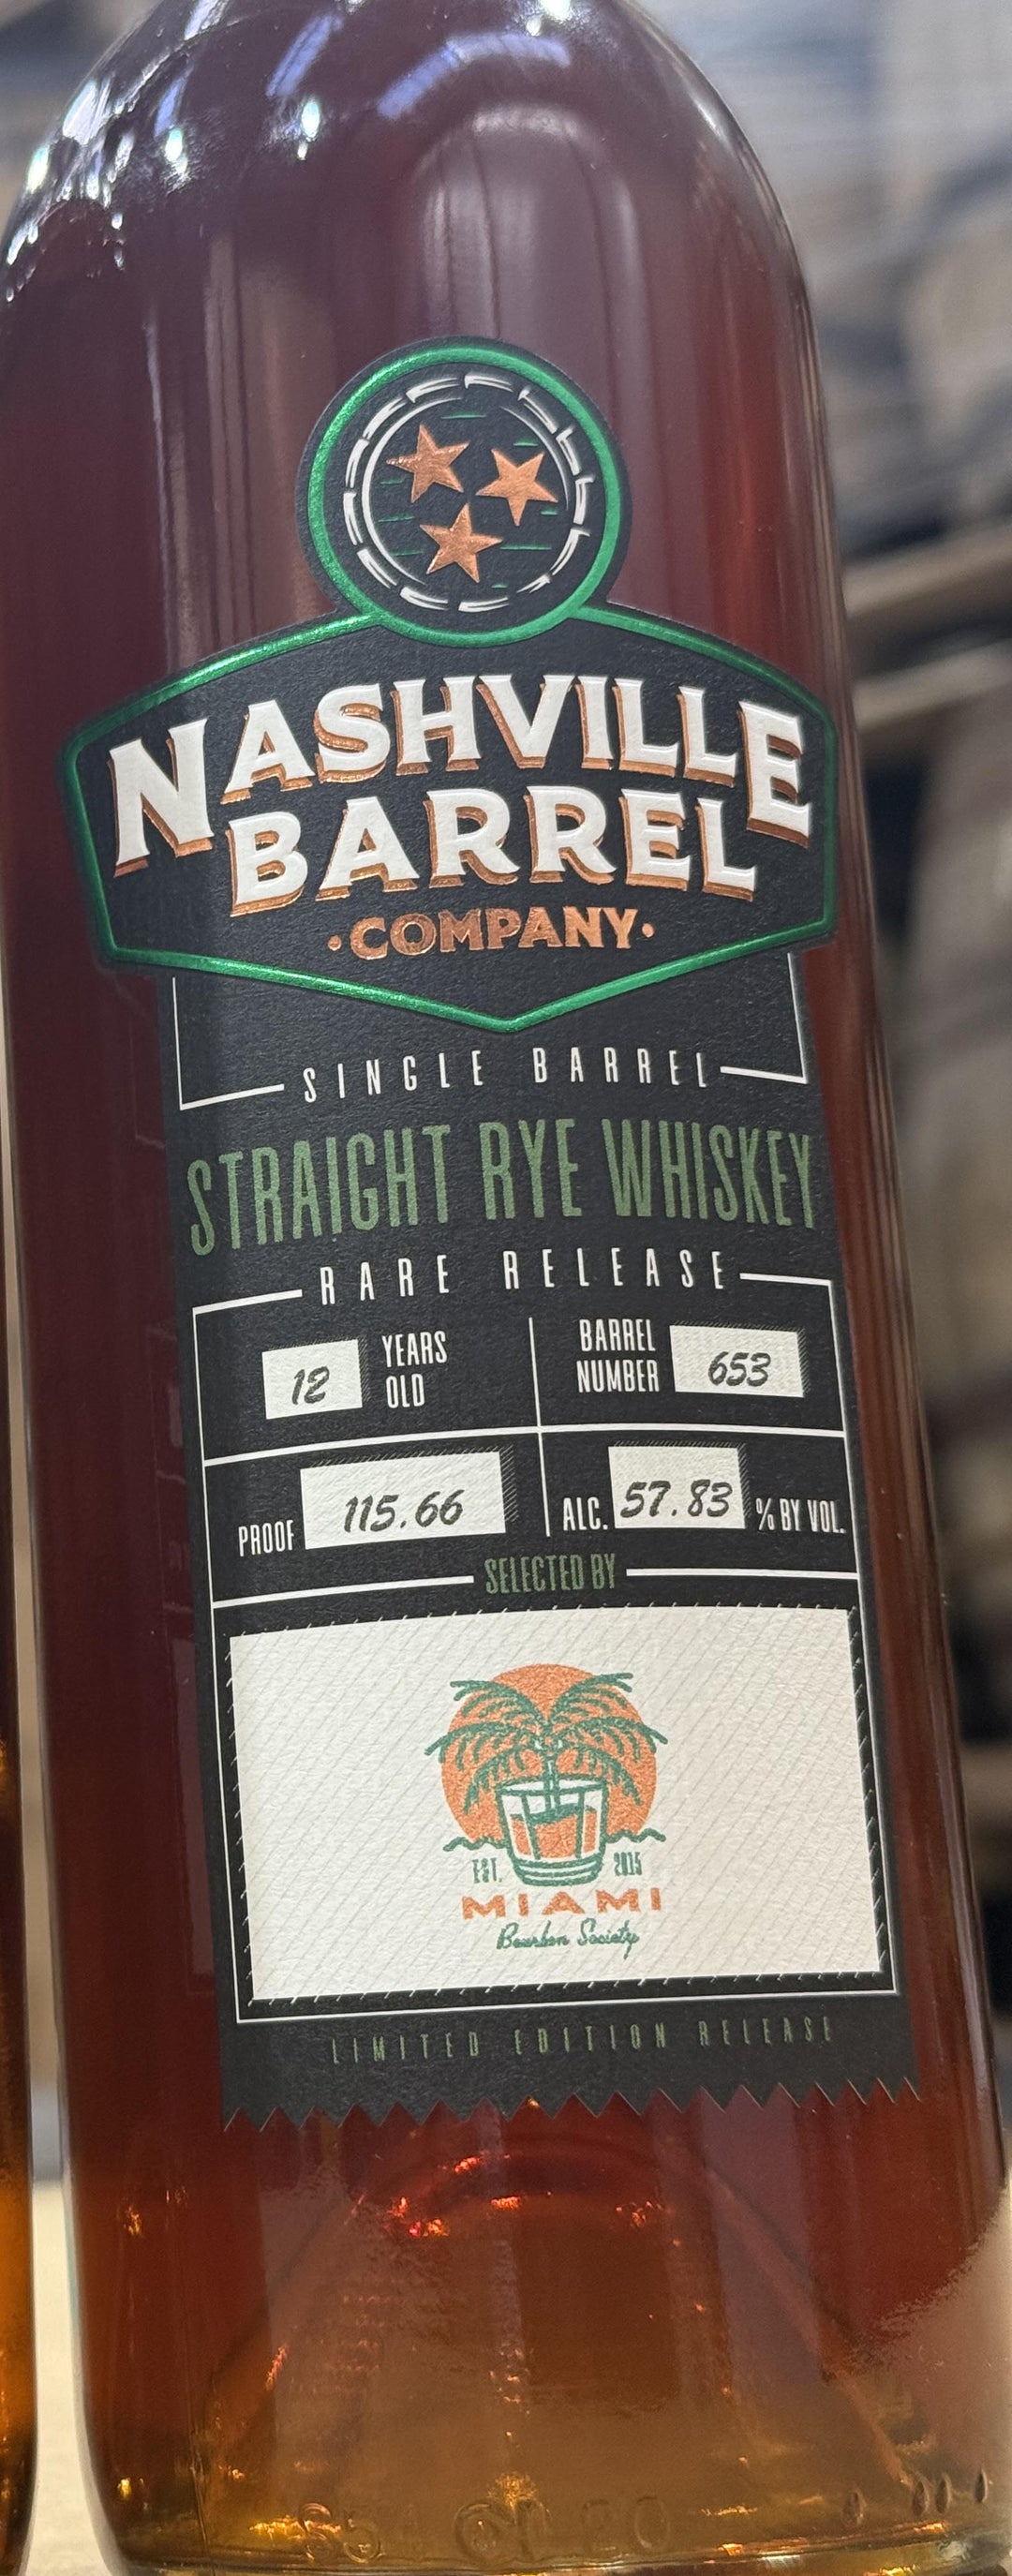 NASHVILLE
BARREL
·COMPANY·
SINGLE BARREL
STRAIGHT RYE WHISKEY
RARE RELEASE
12 YEARS OLD
BARREL NUMBER 653
PROOF 115.66
ALC. 57.83 % BY VOL.
SELECTED BY
EST. 2015
MIAMI
Bourbon Society
LIMITED EDITION RELEASE